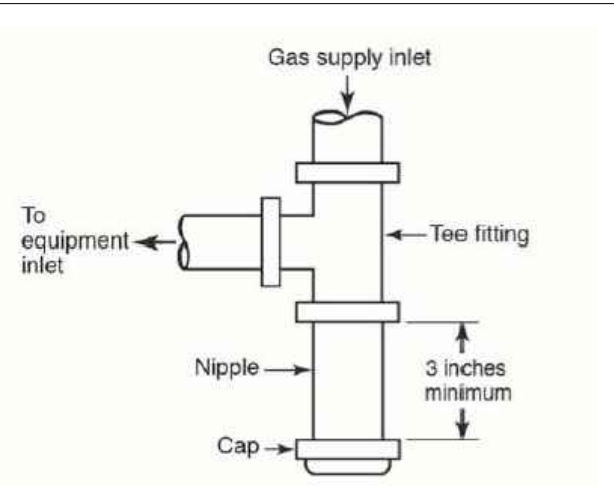 Gas supply inlet
To
equipment
inlet
Tee fitting
Nipple
3 inches
minimum
Cap